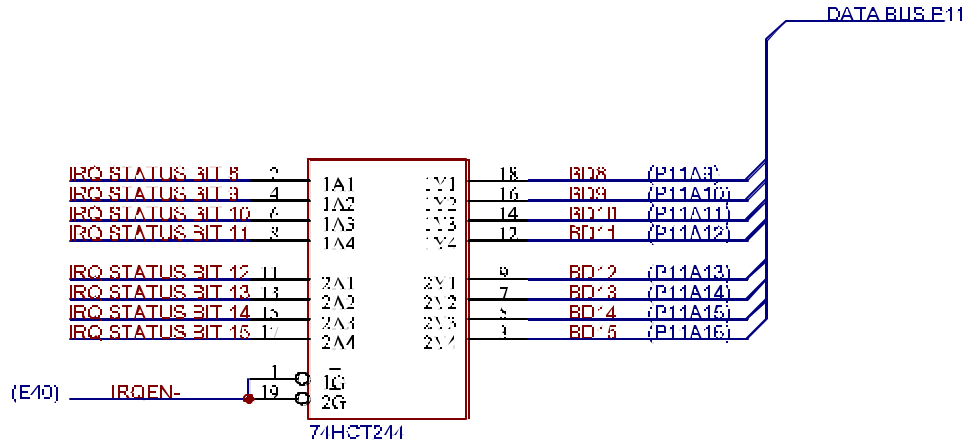 DATA BUS P11
IRQ STATUS BIT 8 2 1A1 1Y1 18 BD8 (P11A9)
IRQ STATUS BIT 9 4 1A2 1Y2 16 BD9 (P11A10)
IRQ STATUS BIT 10 6 1A3 1Y3 14 BD10 (P11A11)
IRQ STATUS BIT 11 8 1A4 1Y4 12 BD11 (P11A12)
IRQ STATUS BIT 12 11 2A1 2Y1 9 BD12 (P11A13)
IRQ STATUS BIT 13 13 2A2 2Y2 7 BD13 (P11A14)
IRQ STATUS BIT 14 15 2A3 2Y3 5 BD14 (P11A15)
IRQ STATUS BIT 15 17 2A4 2Y4 3 BD15 (P11A16)
1 1G
(E40) IRQEN- 19 2G
74HCT244